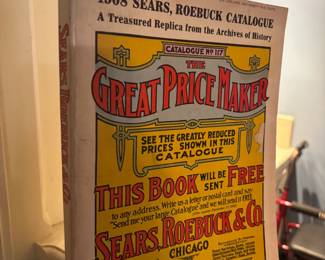 1908 SEARS, ROEBUCK CATALOGUE
A Treasured Replica from the Archives of History
CATALOGUE No 117
THE
GREAT PRICE MAKER
SEE THE GREATLY REDUCED
PRICES SHOWN IN THIS
CATALOGUE
THIS BOOK WILL BE SENT FREE
to any address. Write us a letter or postal card and say-
"Send me your large Catalogue and we will send it FREE
SEARS, ROEBUCK & CO.
CHICAGO